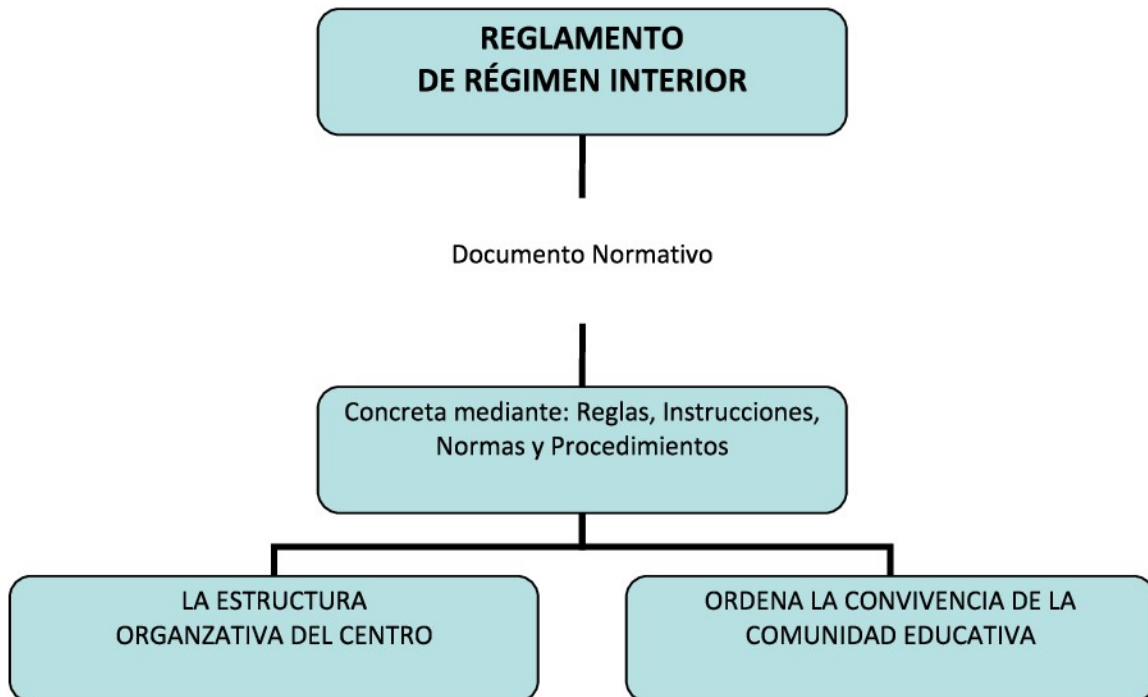 REGLAMENTO
DE RÉGIMEN INTERIOR
Documento Normativo
Concreta mediante: Reglas, Instrucciones,
Normas y Procedimientos
LA ESTRUCTURA
ORGANZATIVA DEL CENTRO
ORDENA LA CONVIVENCIA DE LA
COMUNIDAD EDUCATIVA